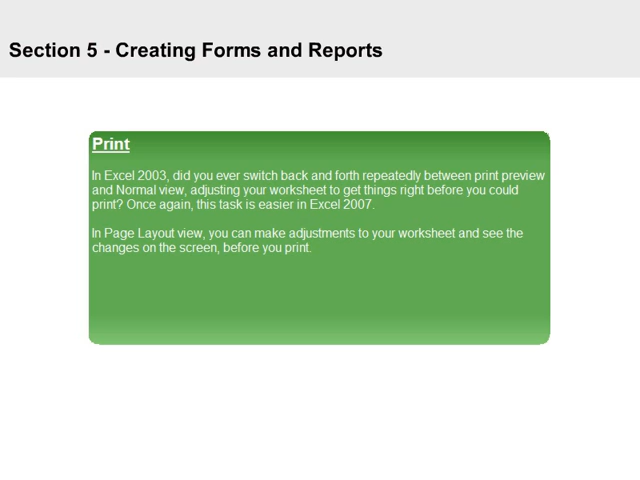 Section 5 - Creating Forms and Reports
Print
In Excel 2003, did you ever switch back and forth repeatedly between print preview
and Normal view, adjusting your worksheet to get things right before you could
print? Once again, this task is easier in Excel 2007.
In Page Layout view, you can make adjustments to your worksheet and see the
changes on the screen, before you print.